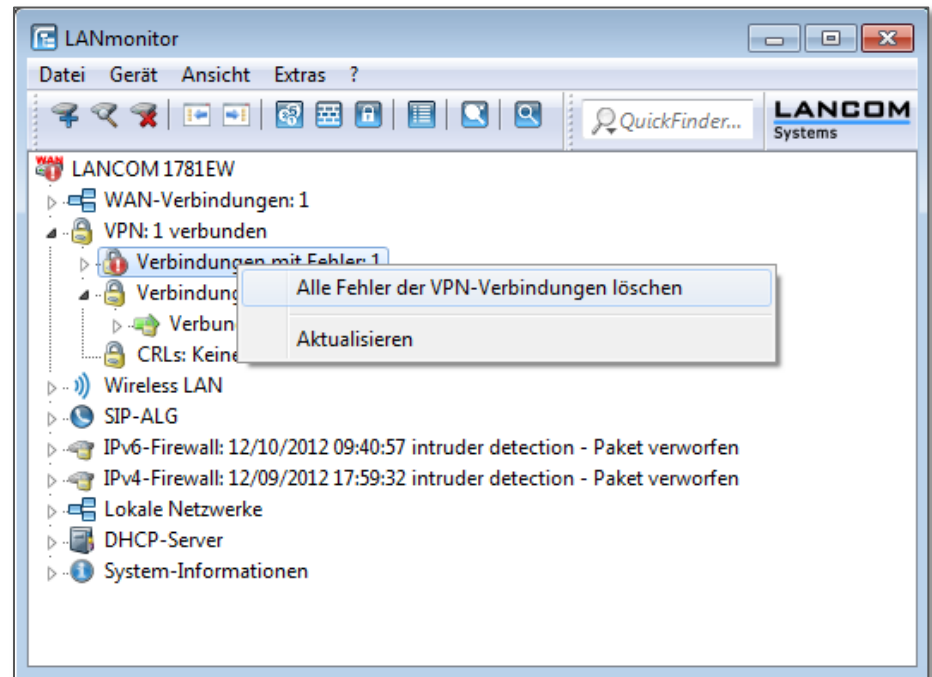 LANmonitor
Datei Gerät Ansicht Extras ?
QuickFinder...
LANCOM
Systems
WAN
LANCOM 1781EW
WAN-Verbindungen: 1
VPN: 1 verbunden
Verbindungen mit Fehler: 1
Alle Fehler der VPN-Verbindungen löschen
Aktualisieren
CRLs: Keine
Wireless LAN
SIP-ALG
IPv6-Firewall: 12/10/2012 09:40:57 intruder detection - Paket verworfen
IPv4-Firewall: 12/09/2012 17:59:32 intruder detection - Paket verworfen
Lokale Netzwerke
DHCP-Server
System-Informationen